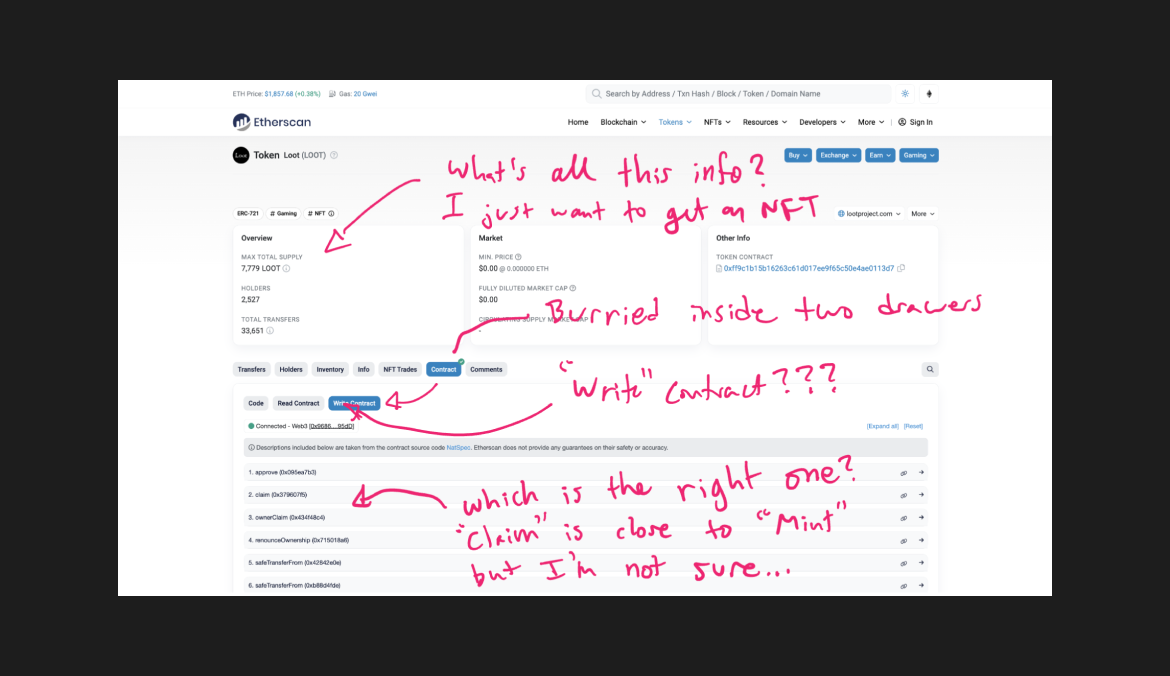 ETH Price: $1,857.68 (+0.38%) Gas: 20 Gwei
Search by Address / Txn Hash / Block / Token / Domain Name
Etherscan
Home Blockchain Tokens NFTs Resources Developers More Sign In
Loot Token Loot (LOOT)
Buy Exchange Earn Gaming
What's all this info?
I just want to get an NFT
ERC-721 # Gaming # NFT
lootproject.com More
Overview
MAX TOTAL SUPPLY
7,779 LOOT
HOLDERS
2,527
TOTAL TRANSFERS
33,651
Market
MIN. PRICE
$0.00 @ 0.000000 ETH
FULLY DILUTED MARKET CAP
$0.00
CIRCULATING SUPPLY MARKET CAP
-
Other Info
TOKEN CONTRACT
0xff9c1b15b16263c61d017ee9f65c50e4ae0113d7
Burried inside two drawers
Transfers Holders Inventory Info NFT Trades Contract Comments
"Write" Contract???
Code Read Contract Write Contract
Connected - Web3 [0x9686...95dD]
[Expand all] [Reset]
Descriptions included below are taken from the contract source code NatSpec. Etherscan does not provide any guarantees on their safety or accuracy.
1. approve (0x095ea7b3)
2. claim (0x379607f5)
3. ownerClaim (0x434f48c4)
4. renounceOwnership (0x715018a6)
5. safeTransferFrom (0x42842e0e)
6. safeTransferFrom (0xb88d4fde)
which is the right one?
"Claim" is close to "Mint"
but I'm not sure...